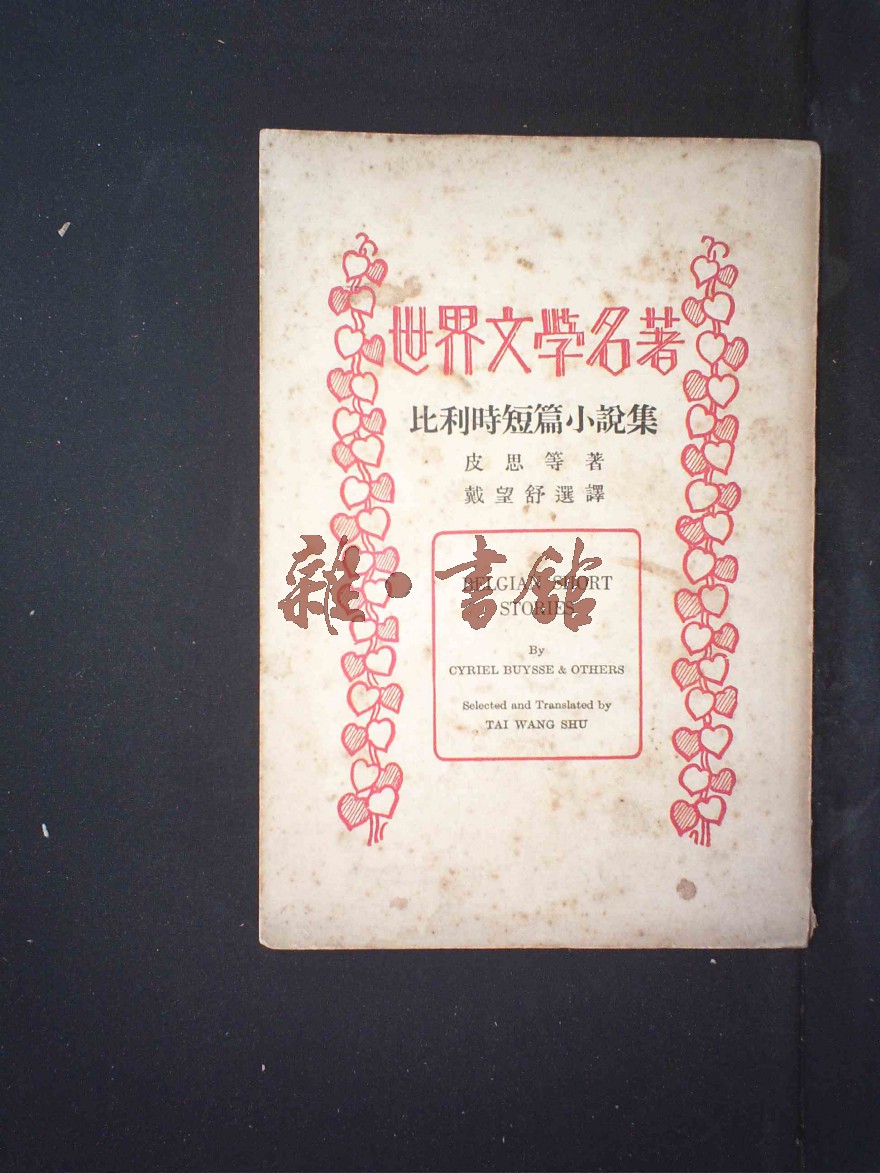 世界文學名著
比利時短篇小說集
皮思等著
戴望舒選譯
雜·書館
BELGIAN SHORT
STORIES
By
CYRIEL BUYSSE & OTHERS
Selected and Translated by
TAI WANG SHU